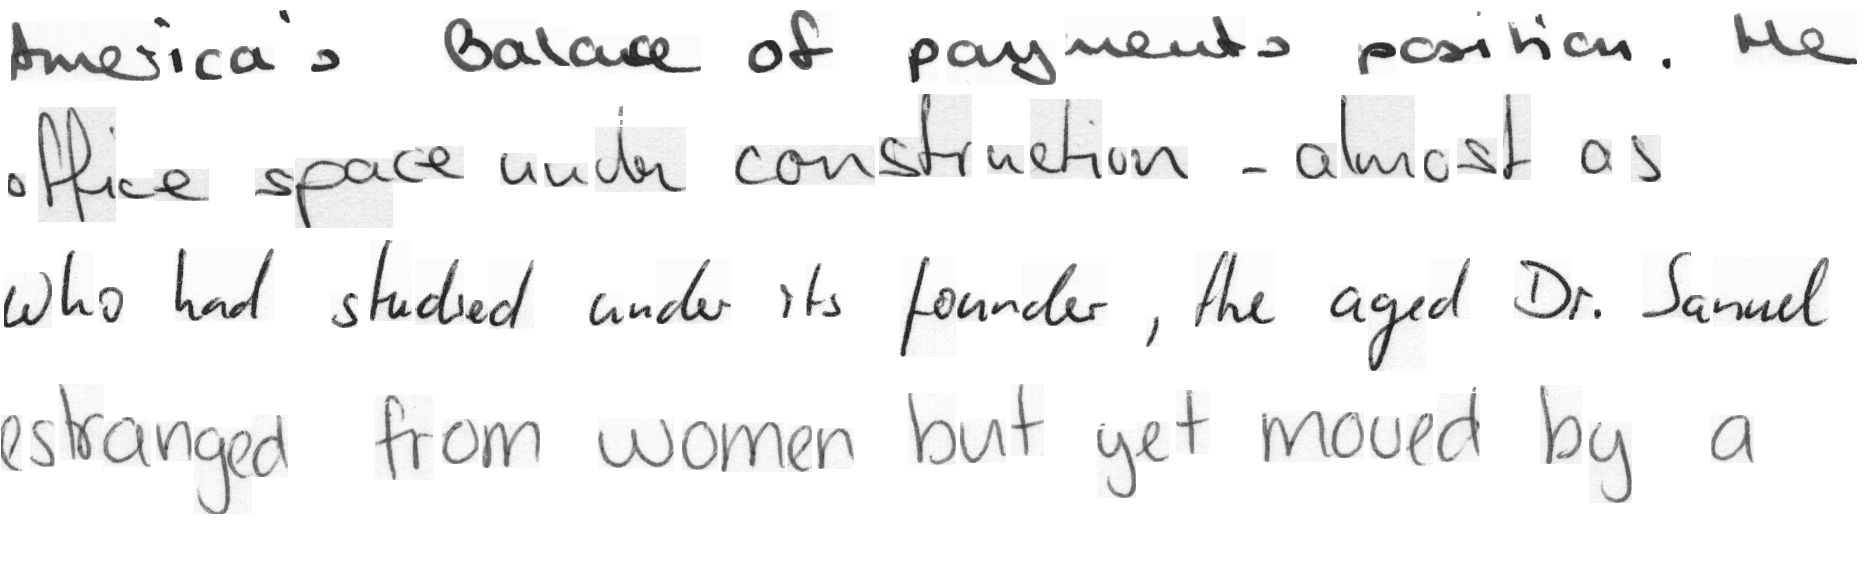 America's Balance of payments position. He
office space under construction - almost as
who had studied under its founder, the aged Dr. Samuel
estranged from women but yet moved by a